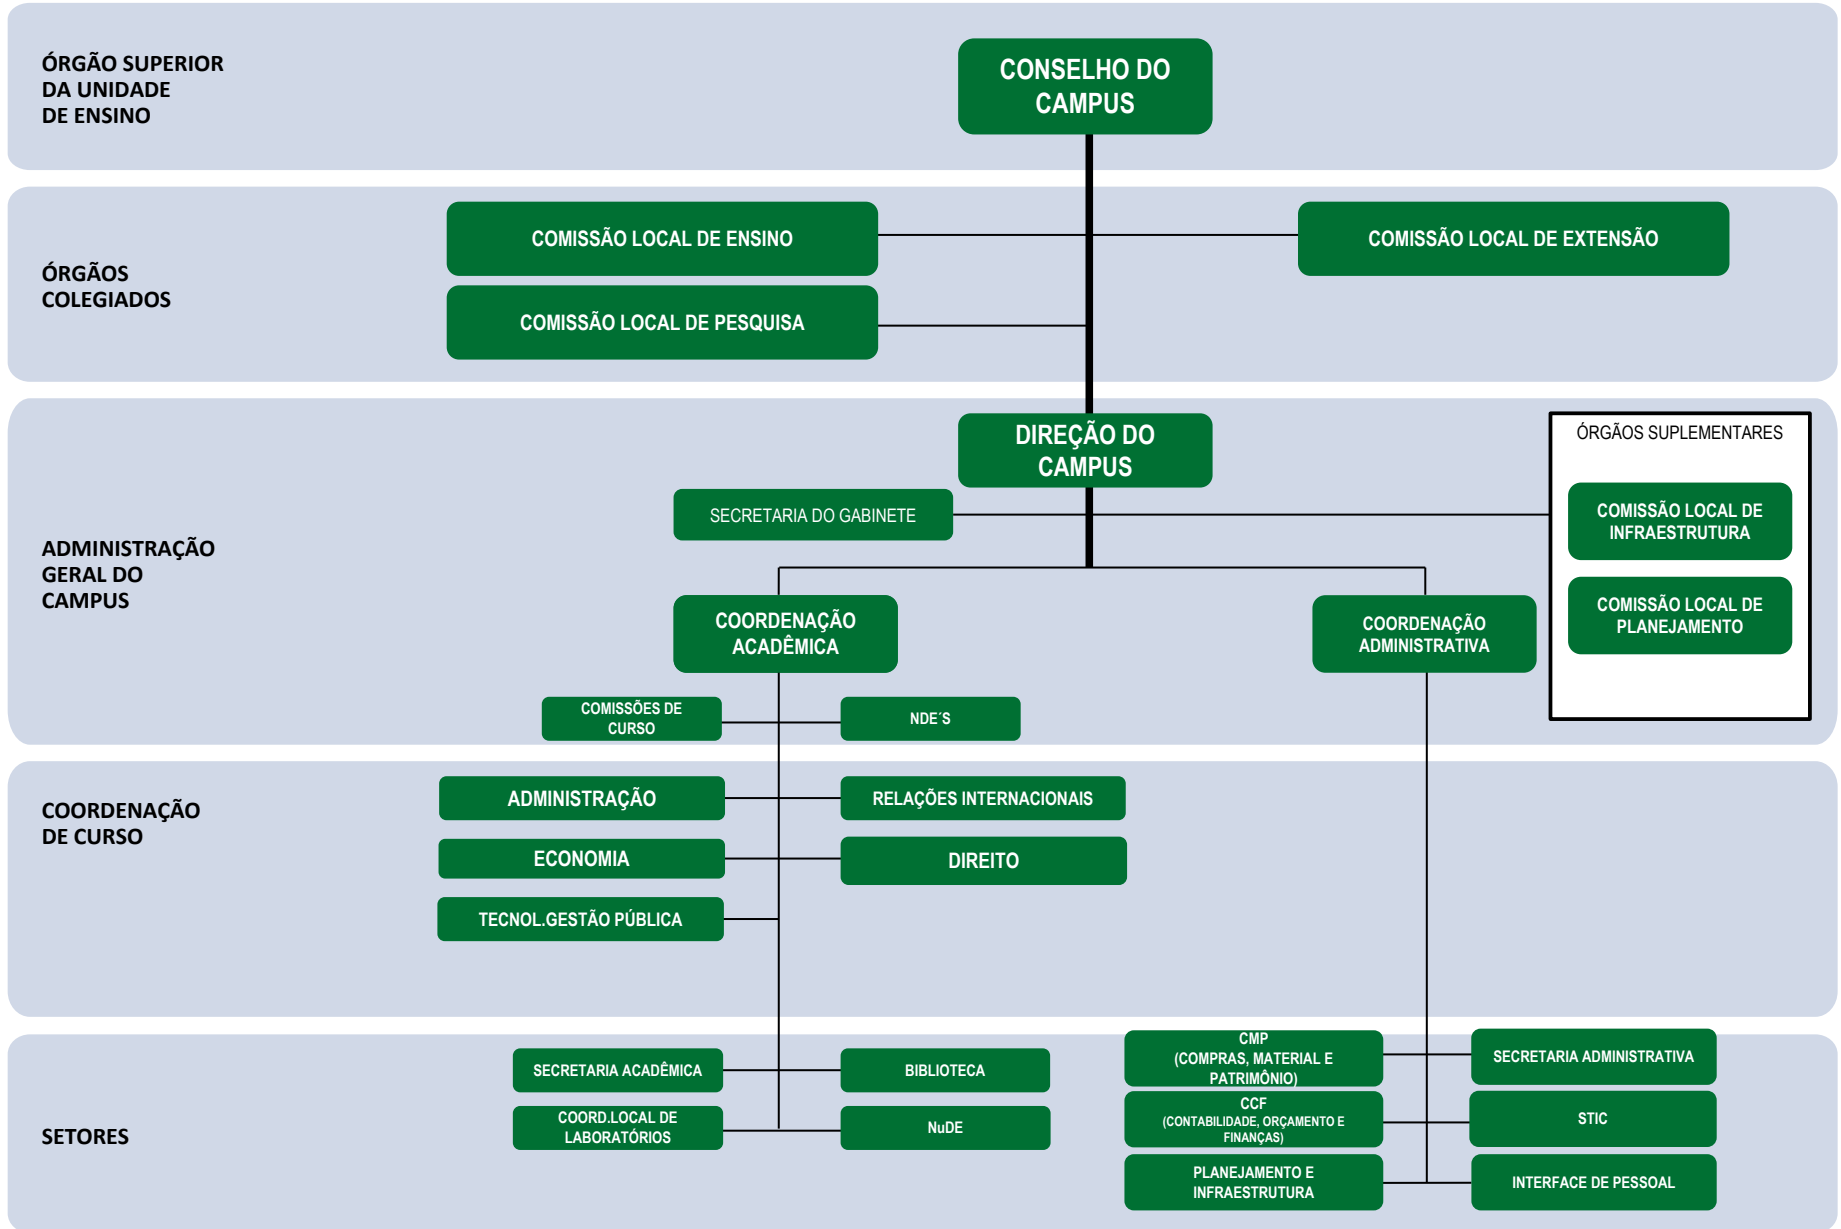 ÓRGÃO SUPERIOR
DA UNIDADE
DE ENSINO
CONSELHO DO
CAMPUS
ÓRGÃOS
COLEGIADOS
COMISSÃO LOCAL DE ENSINO
COMISSÃO LOCAL DE EXTENSÃO
COMISSÃO LOCAL DE PESQUISA
ADMINISTRAÇÃO
GERAL DO
CAMPUS
DIREÇÃO DO
CAMPUS
ÓRGÃOS SUPLEMENTARES
SECRETARIA DO GABINETE
COMISSÃO LOCAL DE
INFRAESTRUTURA
COMISSÃO LOCAL DE
PLANEJAMENTO
COORDENAÇÃO
ACADÊMICA
COORDENAÇÃO
ADMINISTRATIVA
COMISSÕES DE
CURSO
NDE´S
COORDENAÇÃO
DE CURSO
ADMINISTRAÇÃO
RELAÇÕES INTERNACIONAIS
ECONOMIA
DIREITO
TECNOL.GESTÃO PÚBLICA
SETORES
SECRETARIA ACADÊMICA
BIBLIOTECA
COORD.LOCAL DE
LABORATÓRIOS
NuDE
CMP
(COMPRAS, MATERIAL E
PATRIMÔNIO)
SECRETARIA ADMINISTRATIVA
CCF
(CONTABILIDADE, ORÇAMENTO E
FINANÇAS)
STIC
PLANEJAMENTO E
INFRAESTRUTURA
INTERFACE DE PESSOAL